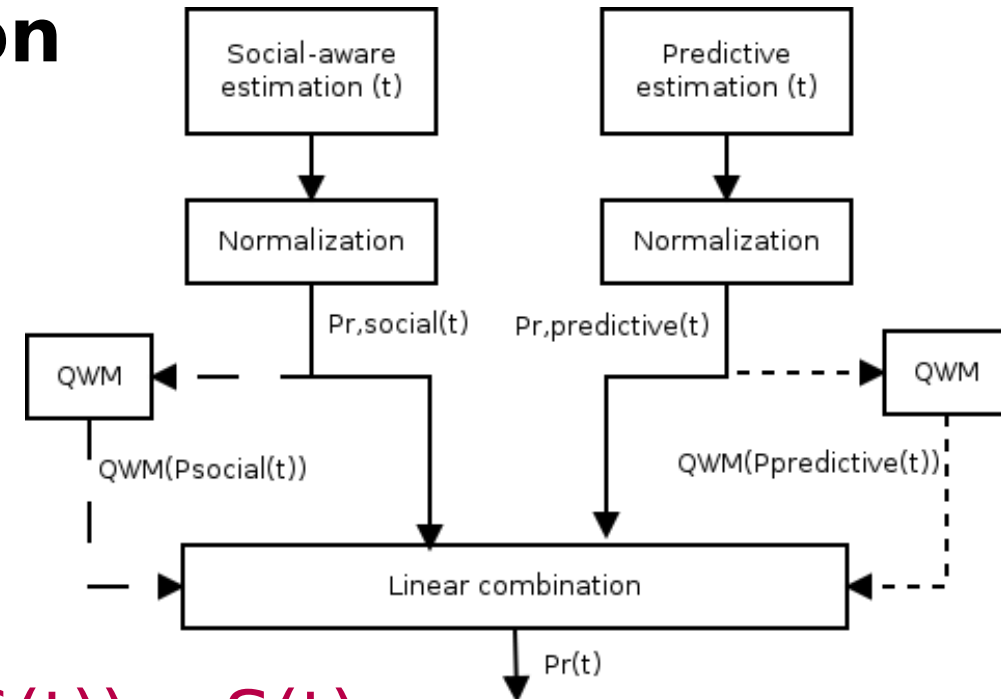 on
Social-aware
estimation (t)
Predictive
estimation (t)
Normalization
Normalization
Pr,social(t)
Pr,predictive(t)
QWM
QWM
QWM(Psocial(t))
QWM(Ppredictive(t))
Linear combination
Pr(t)